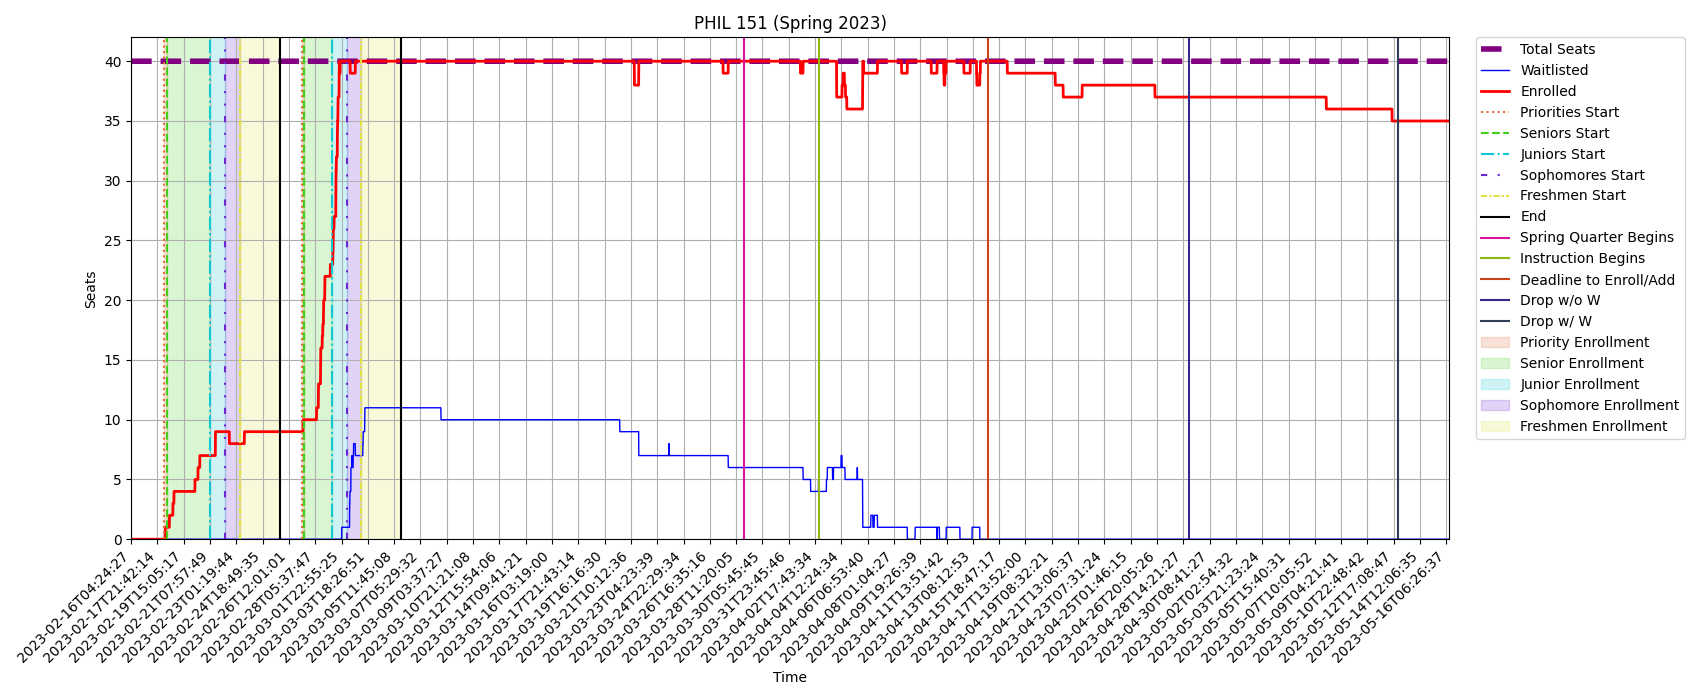 PHIL 151 (Spring 2023)
Seats
40
35
30
25
20
15
10
5
0
2023-02-16T04:24:27
2023-02-17T21:42:14
2023-02-19T15:05:17
2023-02-21T07:57:49
2023-02-23T01:19:44
2023-02-24T18:49:35
2023-02-26T12:01:01
2023-02-28T05:37:47
2023-03-01T22:55:25
2023-03-03T18:26:51
2023-03-05T11:45:08
2023-03-07T05:29:32
2023-03-09T03:37:27
2023-03-10T21:21:08
2023-03-12T15:54:06
2023-03-14T09:41:21
2023-03-16T03:19:00
2023-03-17T21:43:14
2023-03-19T16:16:30
2023-03-21T10:12:36
2023-03-23T04:23:39
2023-03-24T22:29:34
2023-03-26T16:35:16
2023-03-28T11:20:05
2023-03-30T05:45:45
2023-03-31T23:45:46
2023-04-02T17:43:34
2023-04-04T12:24:34
2023-04-06T06:53:40
2023-04-08T01:04:27
2023-04-09T19:26:39
2023-04-11T13:51:42
2023-04-13T08:12:53
2023-04-15T18:47:17
2023-04-17T13:52:00
2023-04-19T08:32:21
2023-04-21T13:06:37
2023-04-23T07:31:24
2023-04-25T01:46:15
2023-04-26T20:05:26
2023-04-28T14:21:27
2023-04-30T08:41:27
2023-05-02T02:54:32
2023-05-03T21:23:24
2023-05-05T15:40:31
2023-05-07T10:05:52
2023-05-09T04:21:41
2023-05-10T22:48:42
2023-05-12T17:08:47
2023-05-14T12:06:35
2023-05-16T06:26:37
Time
Total Seats
Waitlisted
Enrolled
Priorities Start
Seniors Start
Juniors Start
Sophomores Start
Freshmen Start
End
Spring Quarter Begins
Instruction Begins
Deadline to Enroll/Add
Drop w/o W
Drop w/ W
Priority Enrollment
Senior Enrollment
Junior Enrollment
Sophomore Enrollment
Freshmen Enrollment